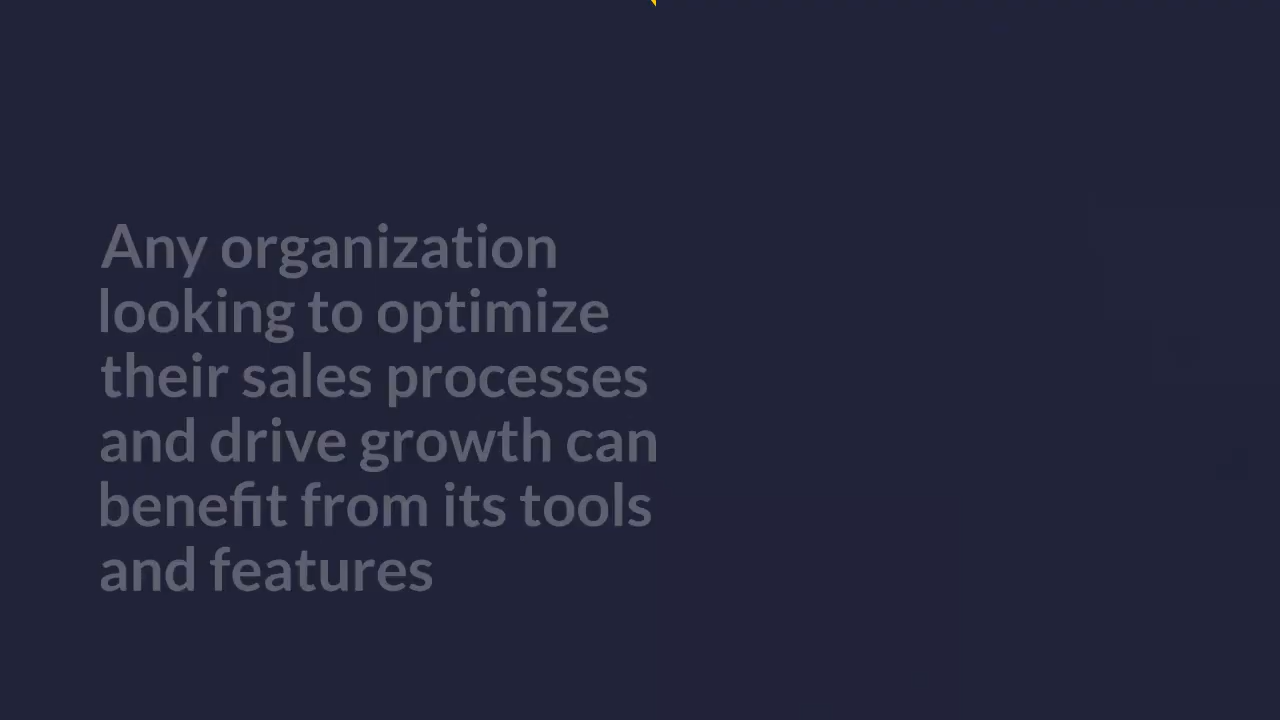 Any organization
looking to optimize
their sales processes
and drive growth can
benefit from its tools
and features